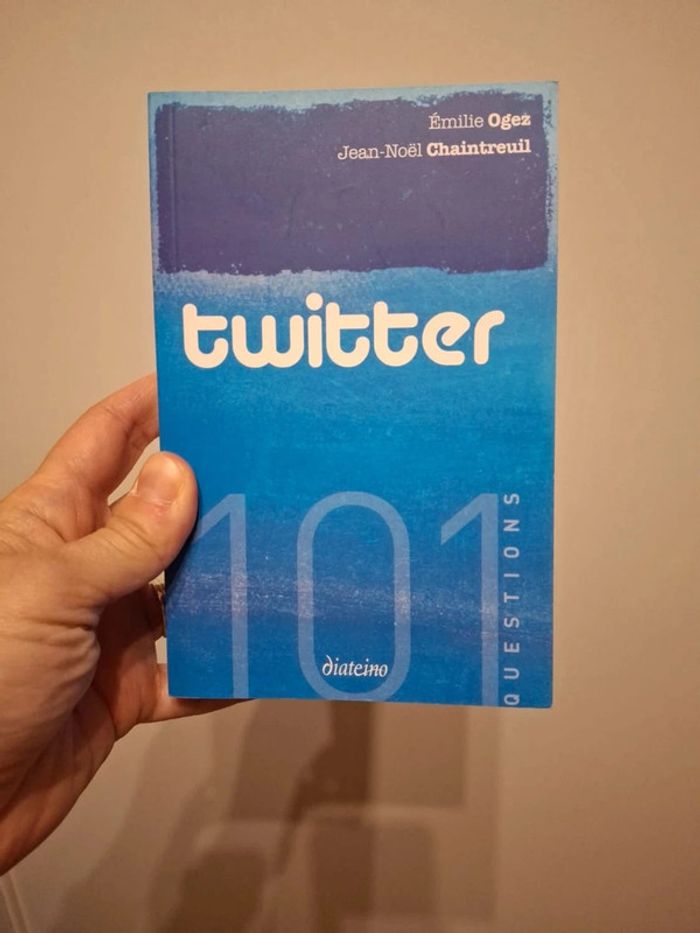 Émilie Ogez
Jean-Noël Chaintreuil
twitter
101
QUESTIONS
diateino